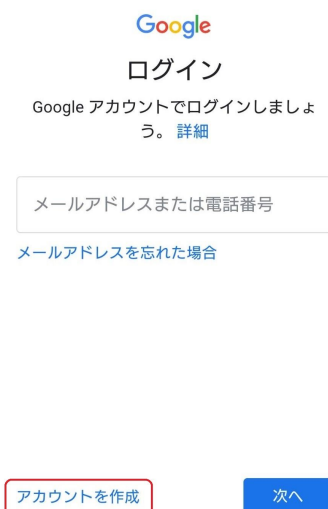 Google
ログイン
Google アカウントでログインしましょ
う。 詳細
メールアドレスまたは電話番号
メールアドレスを忘れた場合
アカウントを作成
次へ